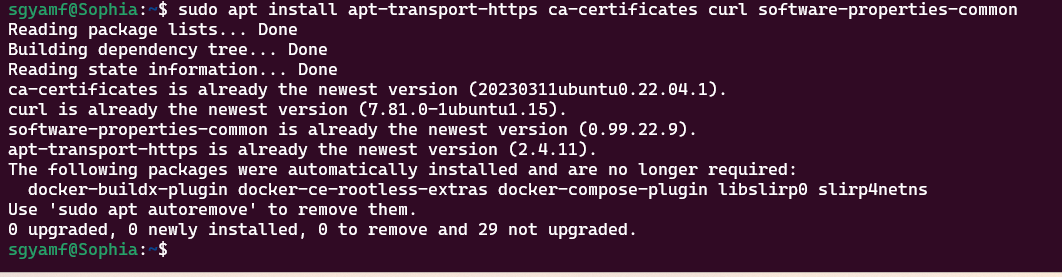 sgyamf@Sophia:~$ sudo apt install apt-transport-https ca-certificates curl software-properties-common
Reading package lists... Done
Building dependency tree... Done
Reading state information... Done
ca-certificates is already the newest version (20230311ubuntu0.22.04.1).
curl is already the newest version (7.81.0-1ubuntu1.15).
software-properties-common is already the newest version (0.99.22.9).
apt-transport-https is already the newest version (2.4.11).
The following packages were automatically installed and are no longer required:
  docker-buildx-plugin docker-ce-rootless-extras docker-compose-plugin libslirp0 slirp4netns
Use 'sudo apt autoremove' to remove them.
0 upgraded, 0 newly installed, 0 to remove and 29 not upgraded.
sgyamf@Sophia:~$